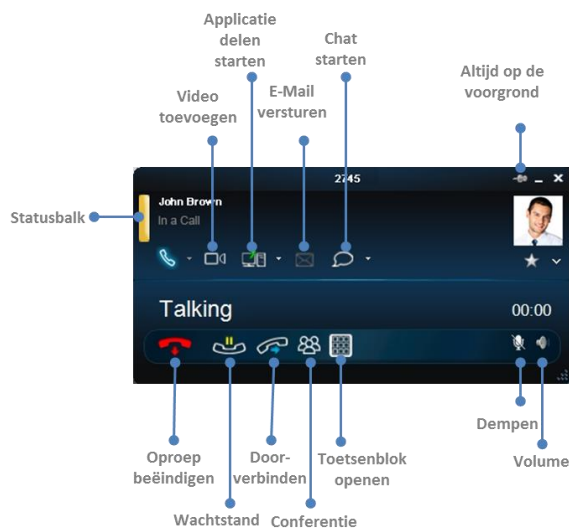 Applicatie
delen
starten
Chat
starten
Altijd op de
voorgrond
Video
toevoegen
E-Mail
versturen
2745
John Brown
In a Call
Statusbalk
Talking
00:00
Dempen
Oproep
beëindigen
Door-
verbinden
Toetsenblok
openen
Volume
Wachtstand
Conferentie